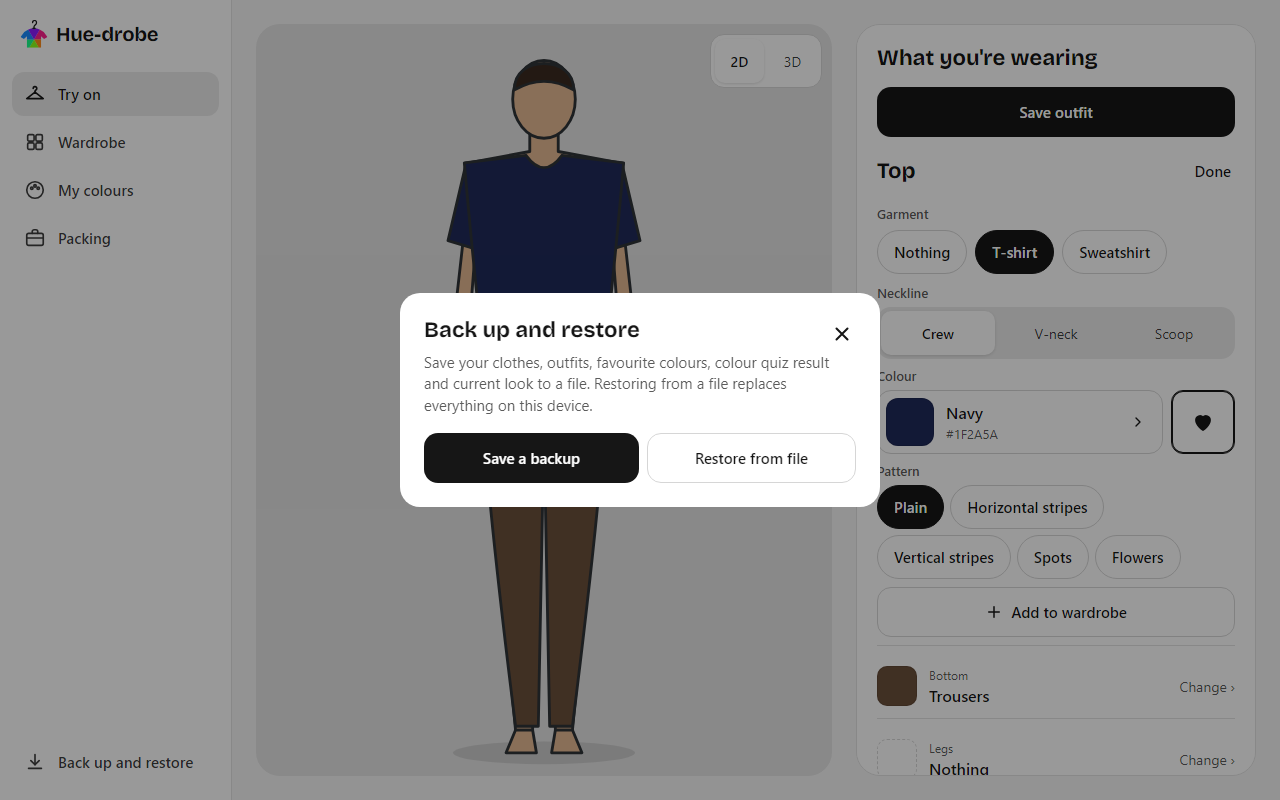 Hue-drobe
Try on
Wardrobe
My colours
Packing
Back up and restore
2D
3D
Back up and restore
Save your clothes, outfits, favourite colours, colour quiz result
and current look to a file. Restoring from a file replaces
everything on this device.
Save a backup
Restore from file
What you're wearing
Save outfit
Top
Done
Garment
Nothing
T-shirt
Sweatshirt
Neckline
Crew
V-neck
Scoop
Colour
Navy
#1F2A5A
Pattern
Plain
Horizontal stripes
Vertical stripes
Spots
Flowers
+ Add to wardrobe
Bottom
Trousers
Change ›
Legs
Nothing
Change ›